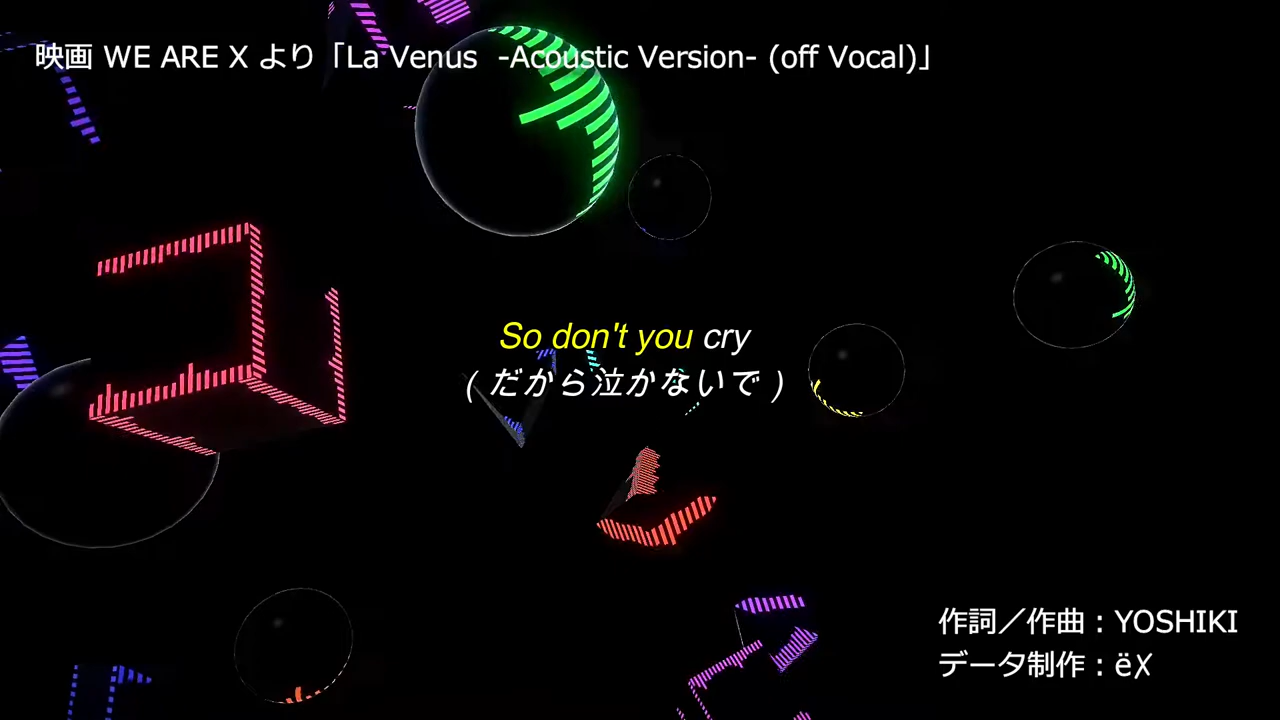 映画 WE ARE X より「La Venus -Acoustic Version- (off Vocal)」
So don't you cry
( だから泣かないで )
作詞／作曲：YOSHIKI
データ制作：ёX